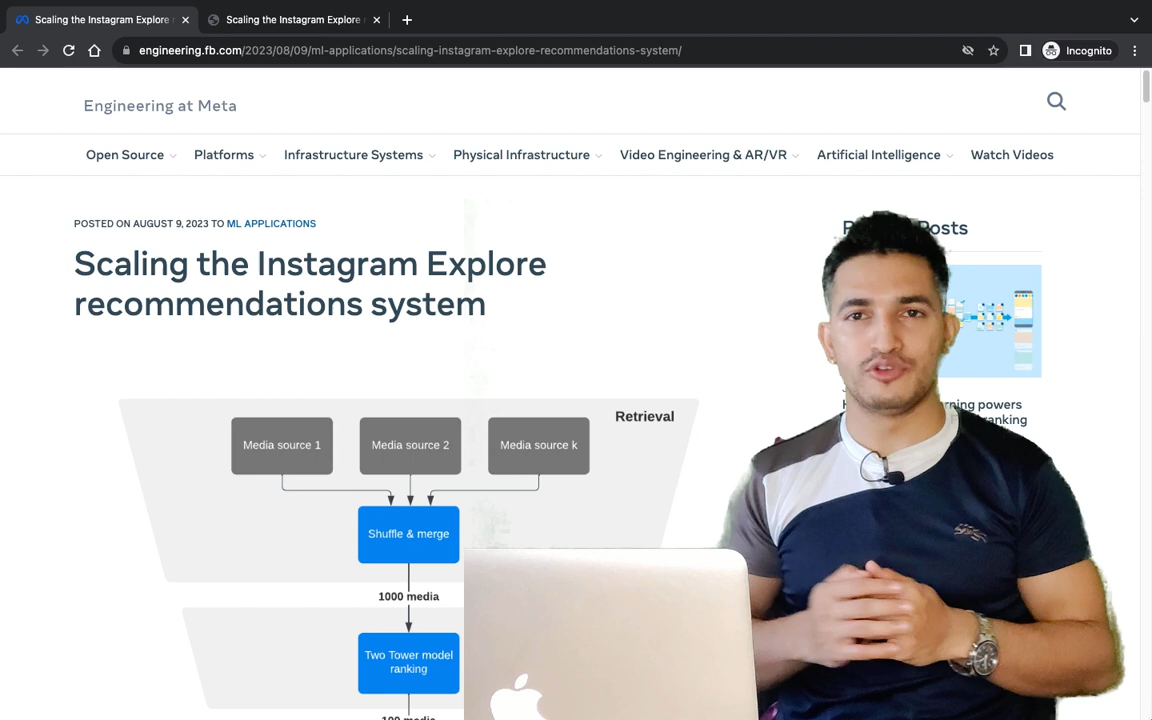 Scaling the Instagram Explore
Scaling the Instagram Explore
engineering.fb.com/2023/08/09/ml-applications/scaling-instagram-explore-recommendations-system/
Incognito
Engineering at Meta
Open Source Platforms Infrastructure Systems Physical Infrastructure Video Engineering & AR/VR Artificial Intelligence Watch Videos
POSTED ON AUGUST 9, 2023 TO ML APPLICATIONS
Scaling the Instagram Explore
recommendations system
Retrieval
Media source 1
Media source 2
Media source k
Shuffle & merge
1000 media
Two Tower model
ranking
100 media
powers